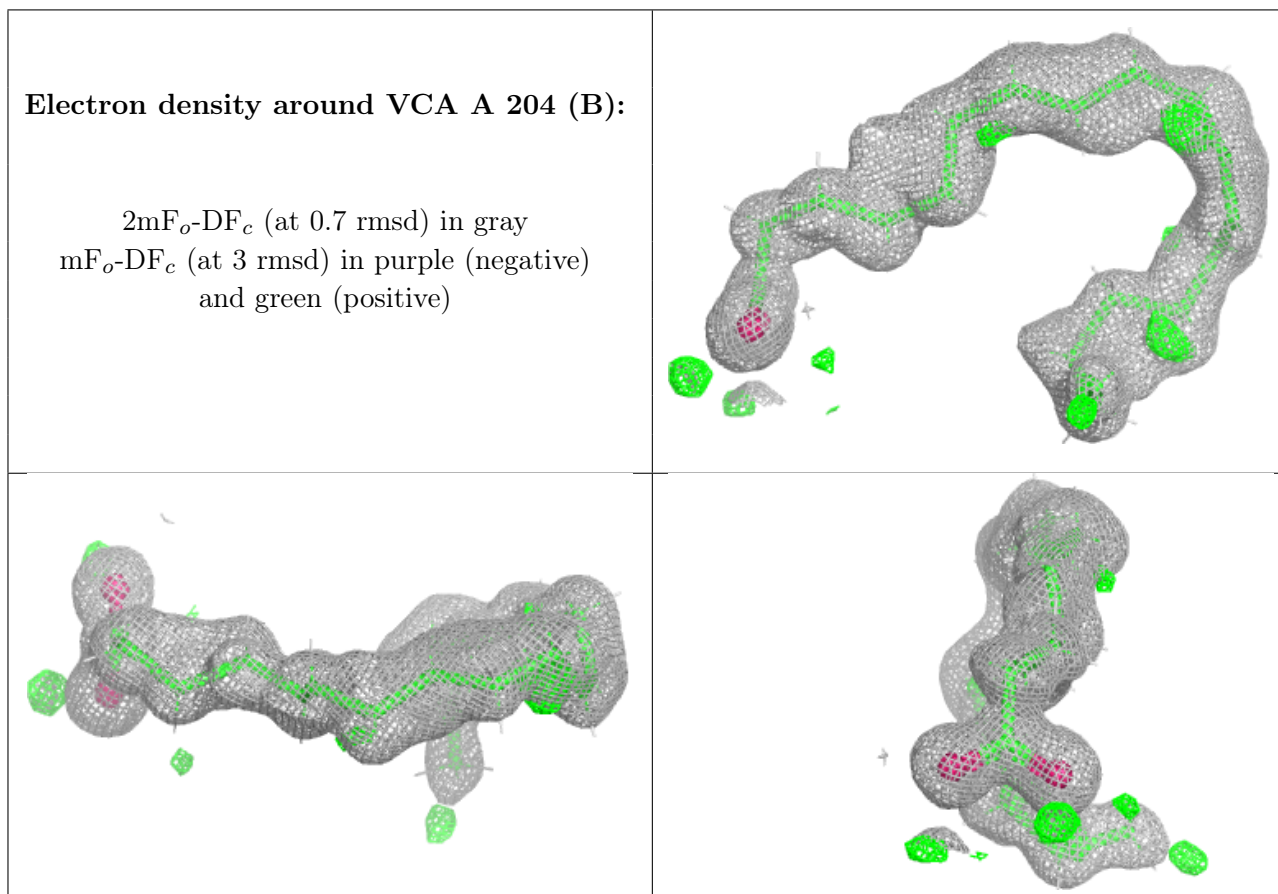 Electron density around VCA A 204 (B):
2mFo-DFc (at 0.7 rmsd) in gray
mFo-DFc (at 3 rmsd) in purple (negative)
and green (positive)